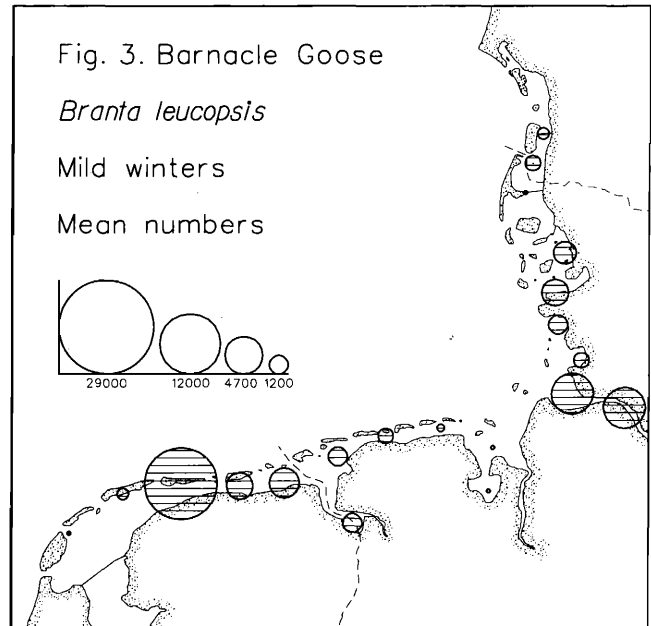 Fig. 3. Barnacle Goose
Branta leucopsis
Mild winters
Mean numbers
29000 12000 4700 1200